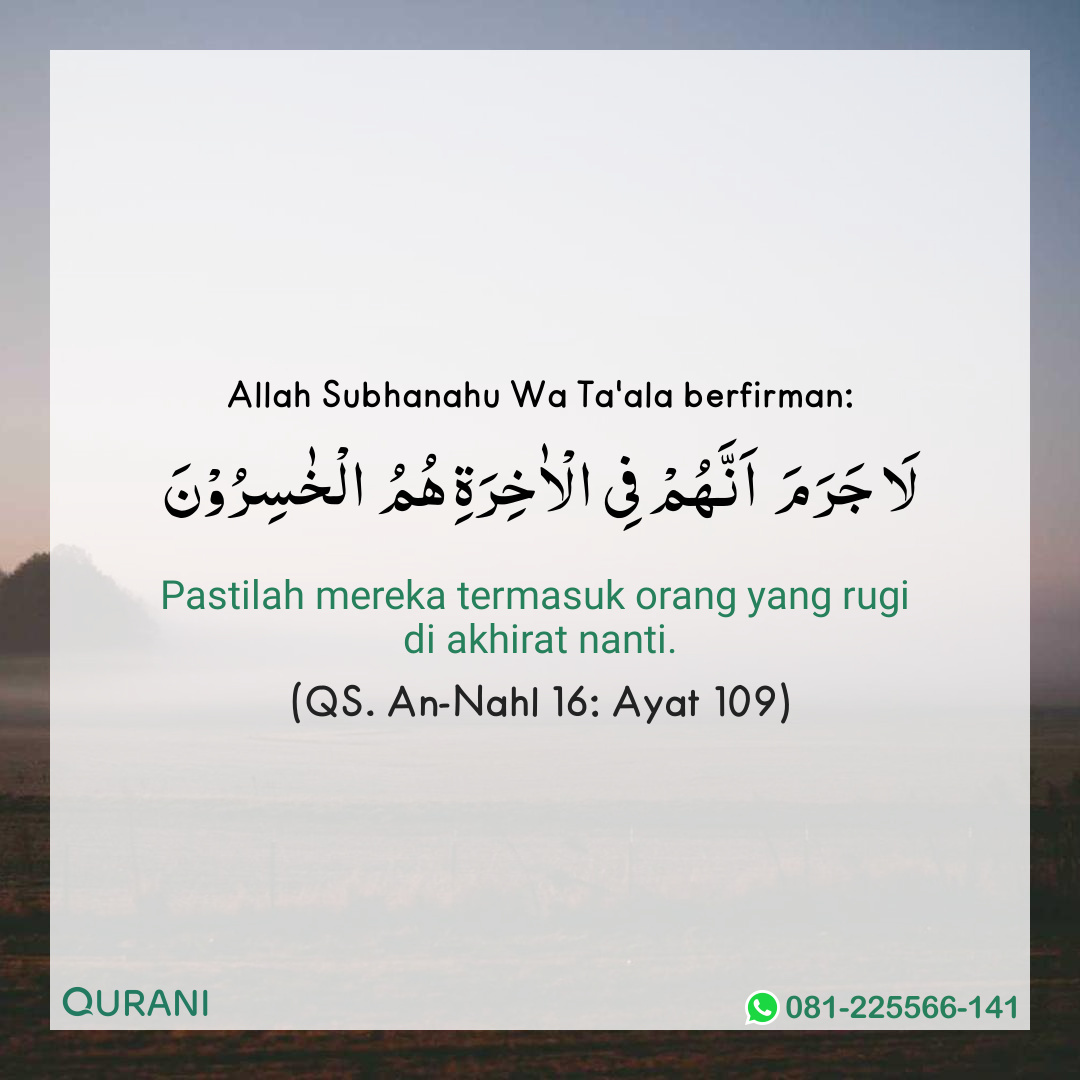 Allah Subhanahu Wa Ta'ala berfirman:
لَا جَرَمَ اَنَّهُمْ فِى الْاٰخِرَةِ هُمُ الْخٰسِرُوْنَ
Pastilah mereka termasuk orang yang rugi
di akhirat nanti.
(QS. An-Nahl 16: Ayat 109)
QURANI
081-225566-141